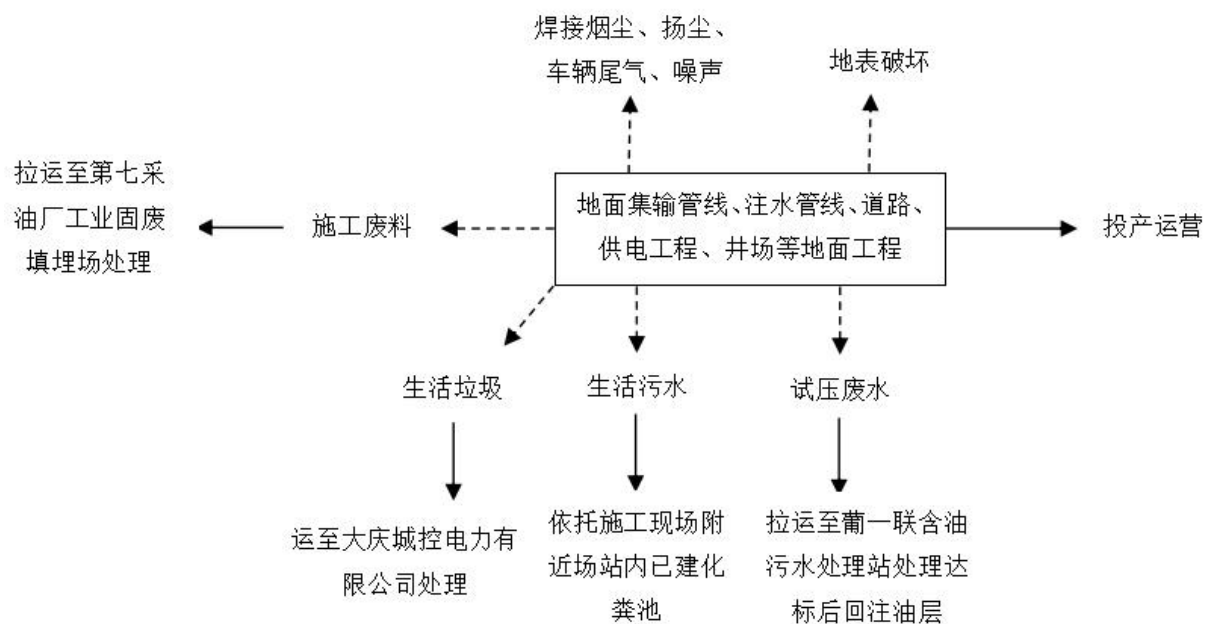 焊接烟尘、扬尘、
车辆尾气、噪声
地表破坏
拉运至第七采
油厂工业固废
填埋场处理
施工废料
地面集输管线、注水管线、道路、
供电工程、井场等地面工程
投产运营
生活垃圾
生活污水
试压废水
运至大庆城控电力有
限公司处理
依托施工现场附
近场站内已建化
粪池
拉运至葡一联含油
污水处理站处理达
标后回注油层